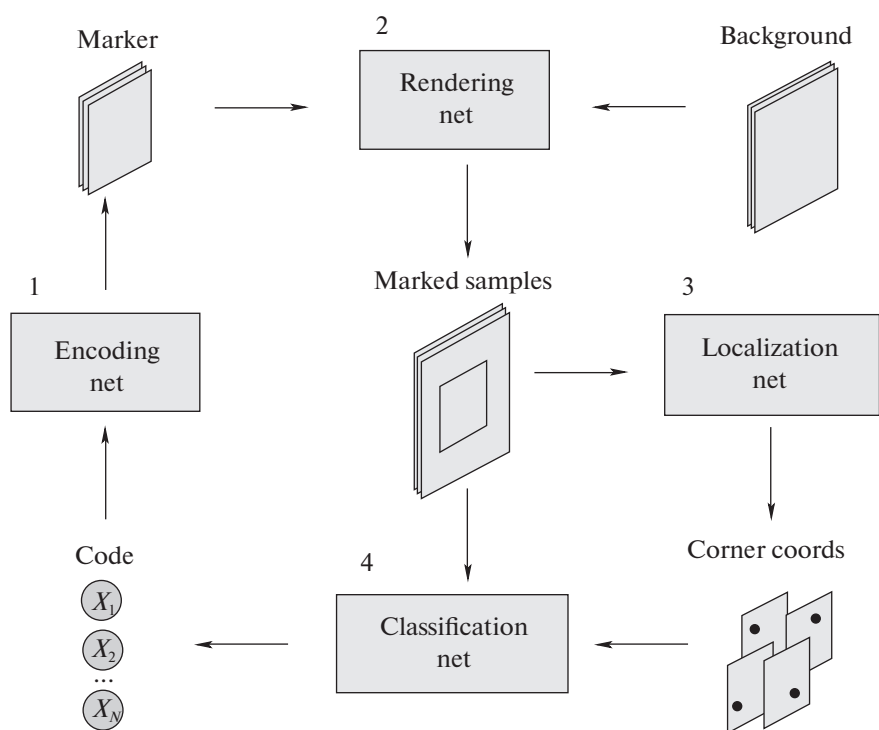 Marker
2
Rendering
net
Background
1
Encoding
net
Marked samples
3
Localization
net
Code
X1
X2
...
XN
4
Classification
net
Corner coords